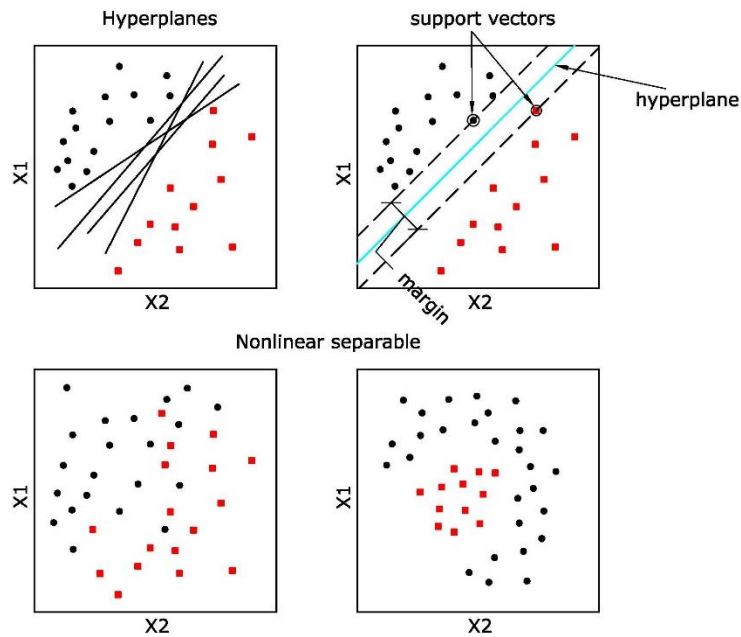 Hyperplanes
support vectors
hyperplane
X1
X1
margin
X2
X2
Nonlinear separable
X1
X1
X2
X2